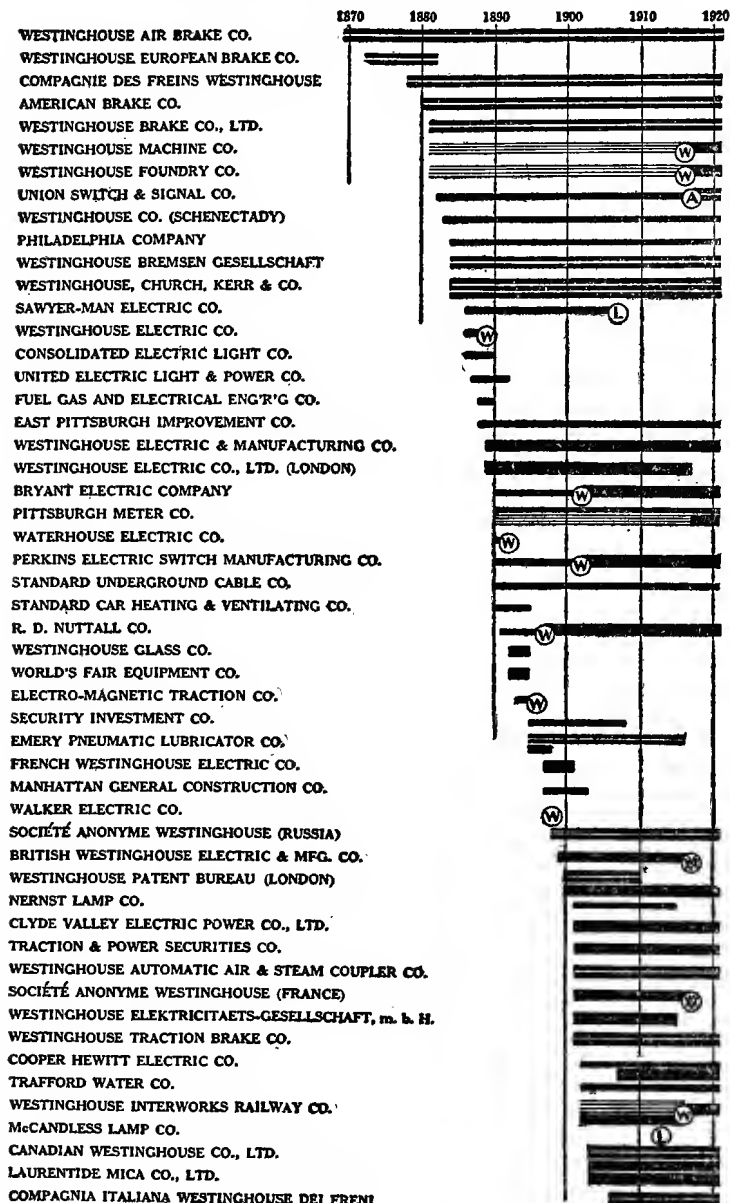 1870 1880 1890 1900 1910 1920
WESTINGHOUSE AIR BRAKE CO.
WESTINGHOUSE EUROPEAN BRAKE CO.
COMPAGNIE DES FREINS WESTINGHOUSE
AMERICAN BRAKE CO.
WESTINGHOUSE BRAKE CO., LTD.
WESTINGHOUSE MACHINE CO. W
WESTINGHOUSE FOUNDRY CO. W
UNION SWITCH & SIGNAL CO. A
WESTINGHOUSE CO. (SCHENECTADY)
PHILADELPHIA COMPANY
WESTINGHOUSE BREMSEN GESELLSCHAFT
WESTINGHOUSE, CHURCH, KERR & CO.
SAWYER-MAN ELECTRIC CO. L
WESTINGHOUSE ELECTRIC CO. W
CONSOLIDATED ELECTRIC LIGHT CO.
UNITED ELECTRIC LIGHT & POWER CO.
FUEL GAS AND ELECTRICAL ENG'R'G CO.
EAST PITTSBURGH IMPROVEMENT CO.
WESTINGHOUSE ELECTRIC & MANUFACTURING CO.
WESTINGHOUSE ELECTRIC CO., LTD. (LONDON)
BRYANT ELECTRIC COMPANY W
PITTSBURGH METER CO.
WATERHOUSE ELECTRIC CO. W
PERKINS ELECTRIC SWITCH MANUFACTURING CO. W
STANDARD UNDERGROUND CABLE CO.
STANDARD CAR HEATING & VENTILATING CO.
R. D. NUTTALL CO. W
WESTINGHOUSE GLASS CO.
WORLD'S FAIR EQUIPMENT CO.
ELECTRO-MAGNETIC TRACTION CO. W
SECURITY INVESTMENT CO.
EMERY PNEUMATIC LUBRICATOR CO.
FRENCH WESTINGHOUSE ELECTRIC CO.
MANHATTAN GENERAL CONSTRUCTION CO.
WALKER ELECTRIC CO. W
SOCIÉTÉ ANONYME WESTINGHOUSE (RUSSIA)
BRITISH WESTINGHOUSE ELECTRIC & MFG. CO.
WESTINGHOUSE PATENT BUREAU (LONDON)
NERNST LAMP CO.
CLYDE VALLEY ELECTRIC POWER CO., LTD.
TRACTION & POWER SECURITIES CO.
WESTINGHOUSE AUTOMATIC AIR & STEAM COUPLER CO.
SOCIÉTÉ ANONYME WESTINGHOUSE (FRANCE)
WESTINGHOUSE ELEKTRICITAETS-GESELLSCHAFT, m. b. H.
WESTINGHOUSE TRACTION BRAKE CO.
COOPER HEWITT ELECTRIC CO.
TRAFFORD WATER CO.
WESTINGHOUSE INTERWORKS RAILWAY CO. W
McCANDLESS LAMP CO. L
CANADIAN WESTINGHOUSE CO., LTD.
LAURENTIDE MICA CO., LTD.
COMPAGNIA ITALIANA WESTINGHOUSE DEI FRENI